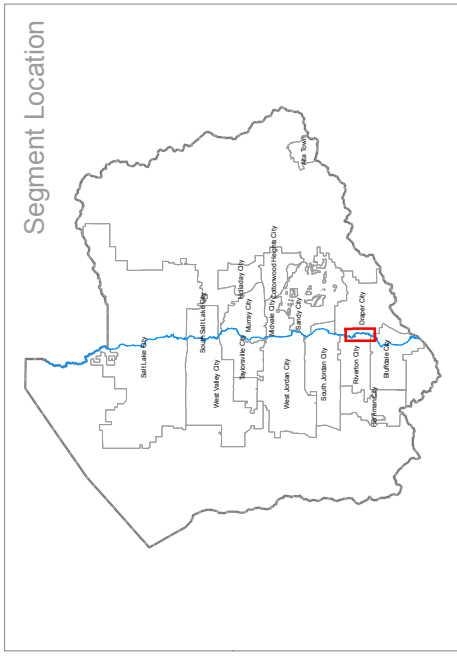 Segment Location
Salt Lake City
South Salt Lake City
West Valley City
Taylorsville City
Murray City
Holladay City
Midvale City
Cottonwood Heights City
West Jordan City
Sandy City
South Jordan City
Riverton City
Draper City
Herriman City
Bluffdale City
Alta Town